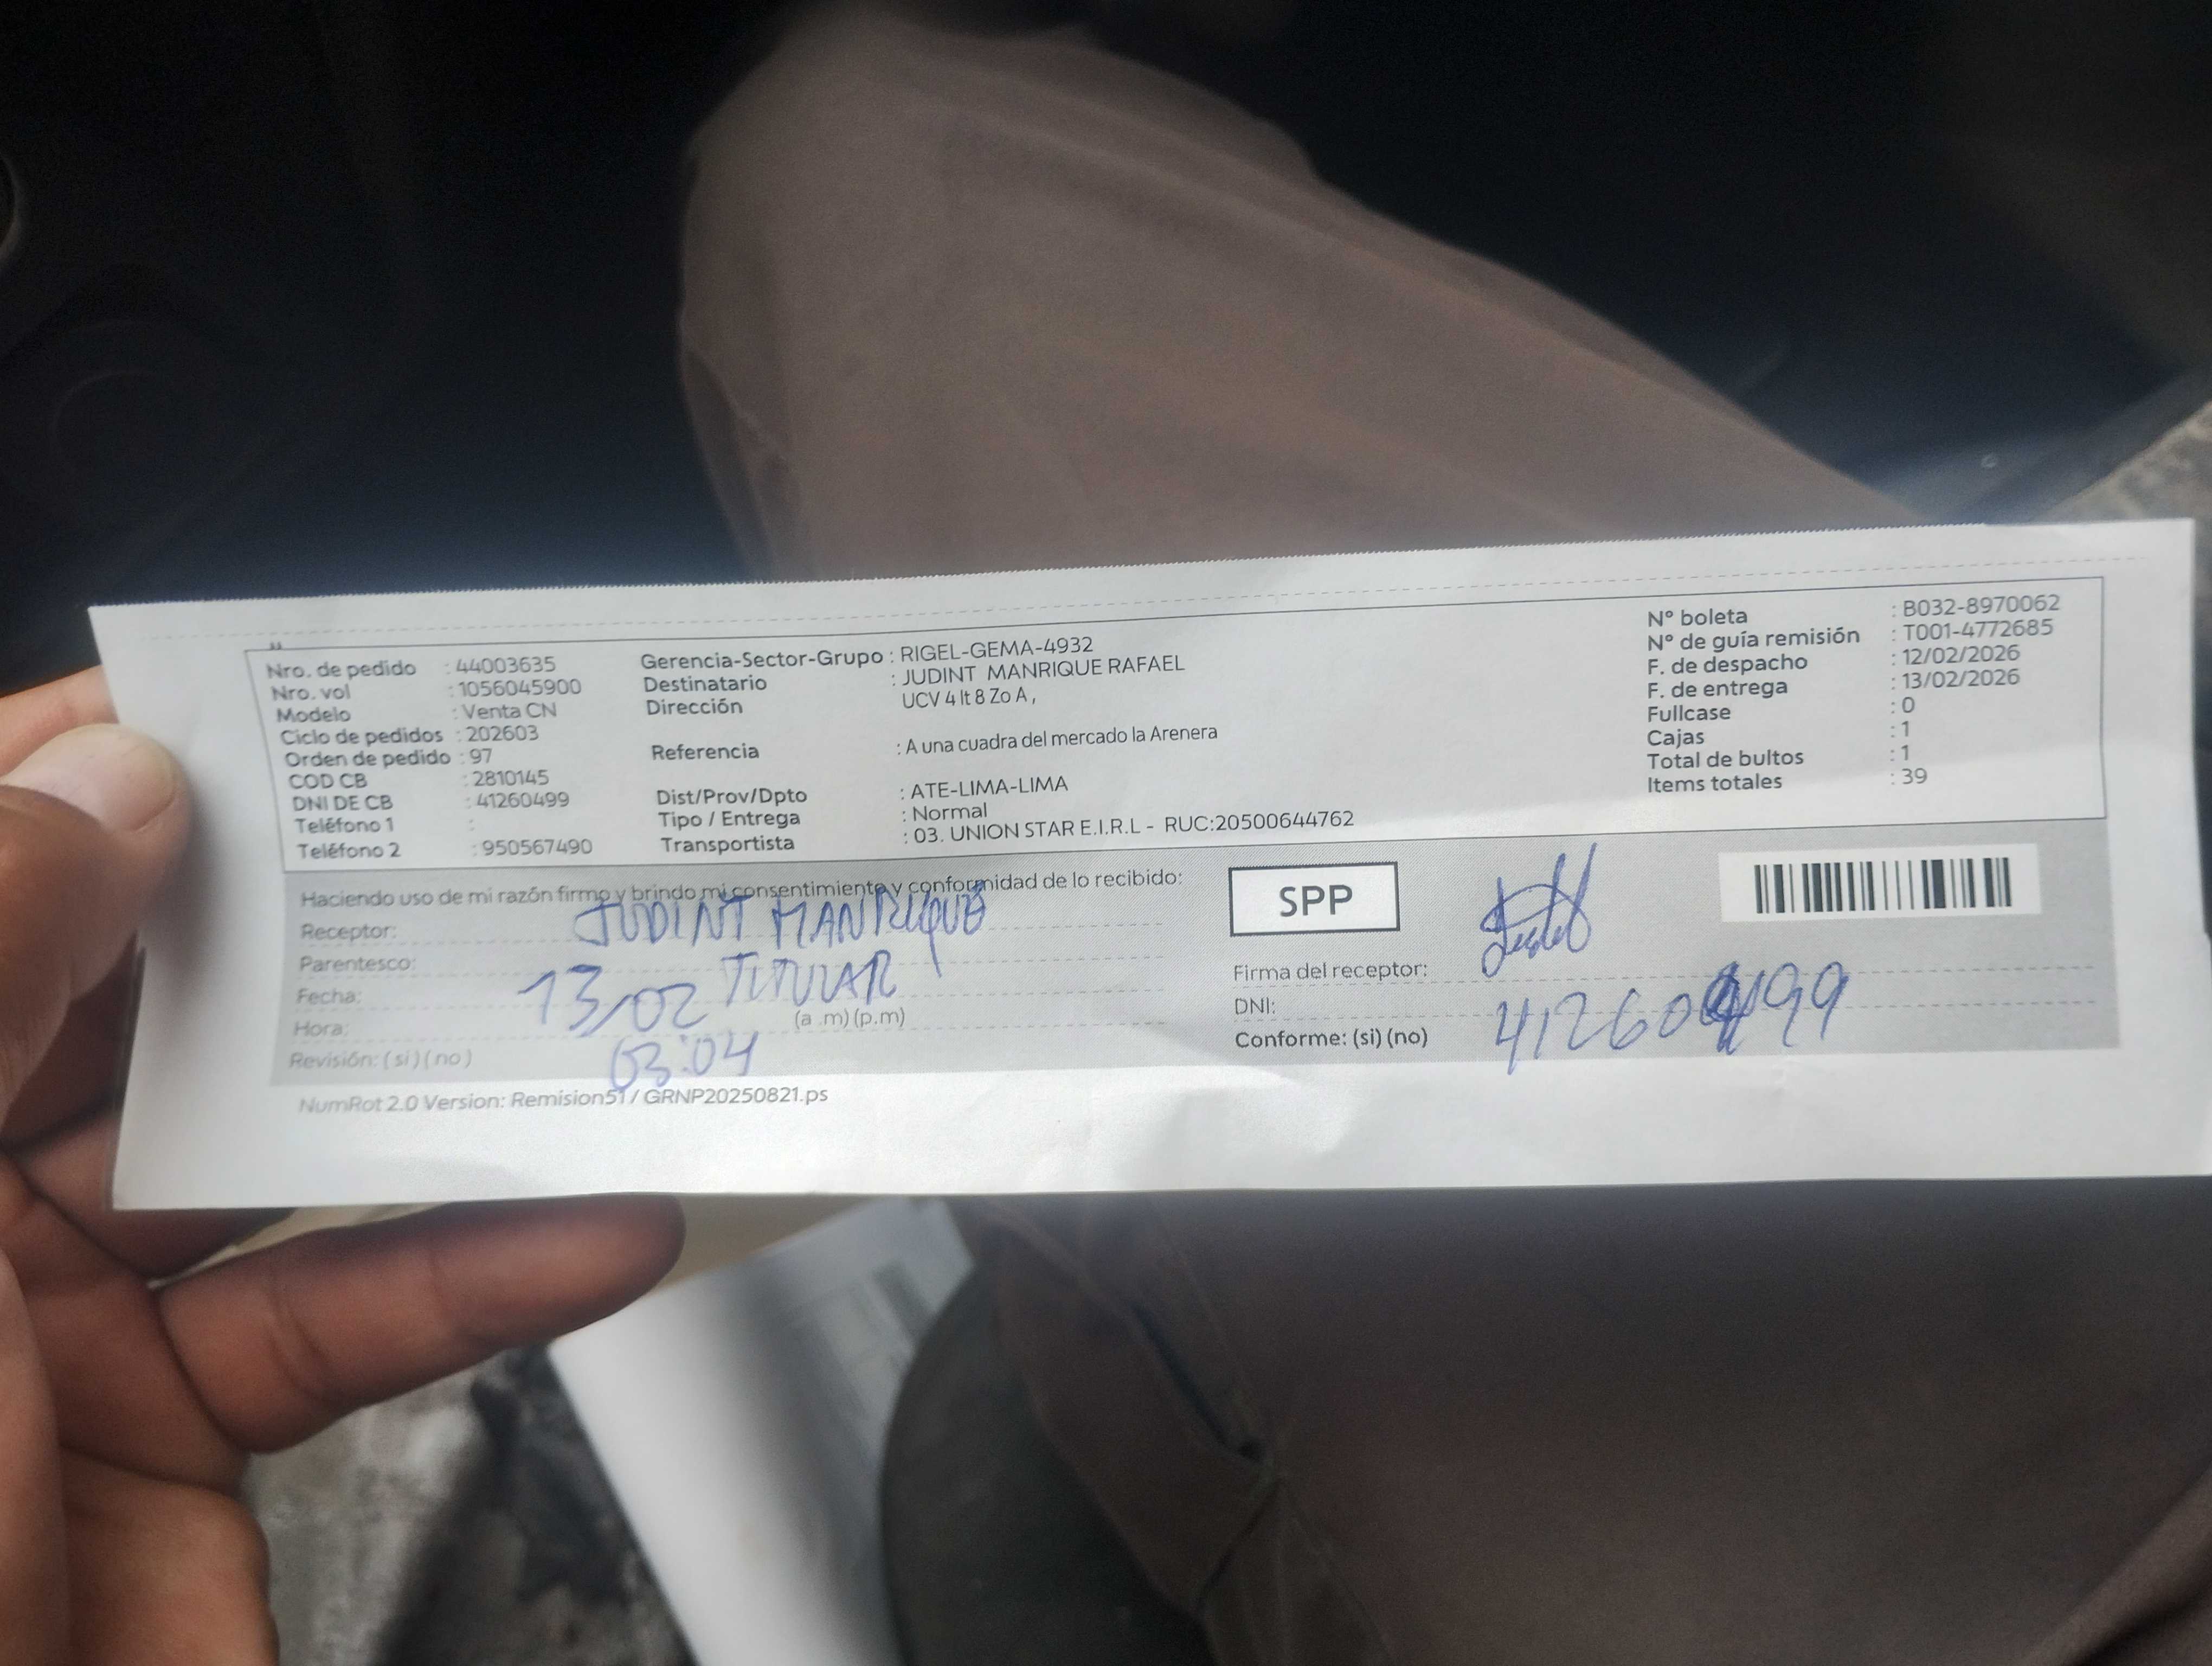 Nro. de pedido : 44003635
Nro. vol : 1056045900
Modelo : Venta CN
Ciclo de pedidos : 202603
Orden de pedido : 97
COD CB : 2810145
DNI DE CB : 41260499
Teléfono 1 :
Teléfono 2 : 950567490
Gerencia-Sector-Grupo : RIGEL-GEMA-4932
Destinatario : JUDINT MANRIQUE RAFAEL
Dirección UCV 4 lt 8 Zo A ,
Referencia : A una cuadra del mercado la Arenera
Dist/Prov/Dpto : ATE-LIMA-LIMA
Tipo / Entrega : Normal
Transportista : 03. UNION STAR E.I.R.L - RUC:20500644762
N° boleta : B032-8970062
N° de guía remisión : T001-4772685
F. de despacho : 12/02/2026
F. de entrega : 13/02/2026
Fullcase : 0
Cajas : 1
Total de bultos : 1
Items totales : 39
Haciendo uso de mi razón firmo y brindo mi consentimiento y conformidad de lo recibido:
Receptor: JUDINT MANRIQUE
Parentesco: TITULAR
Fecha: 13/02
Hora: 03:04 (a .m) (p.m)
Revisión: (si) (no)
SPP
Firma del receptor:
DNI: 41260499
Conforme: (si) (no)
NumRot 2.0 Version: Remision51 / GRNP20250821.ps